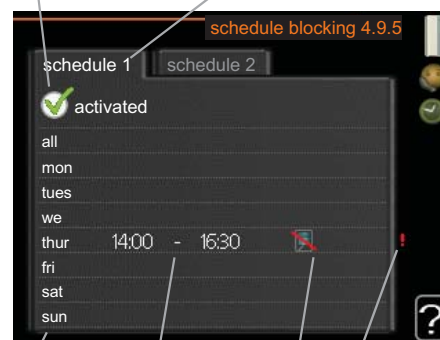 schedule blocking 4.9.5
schedule 1 schedule 2
activated
all
mon
tues
we
thur 14:00 - 16:30 !
fri
sat
sun
?